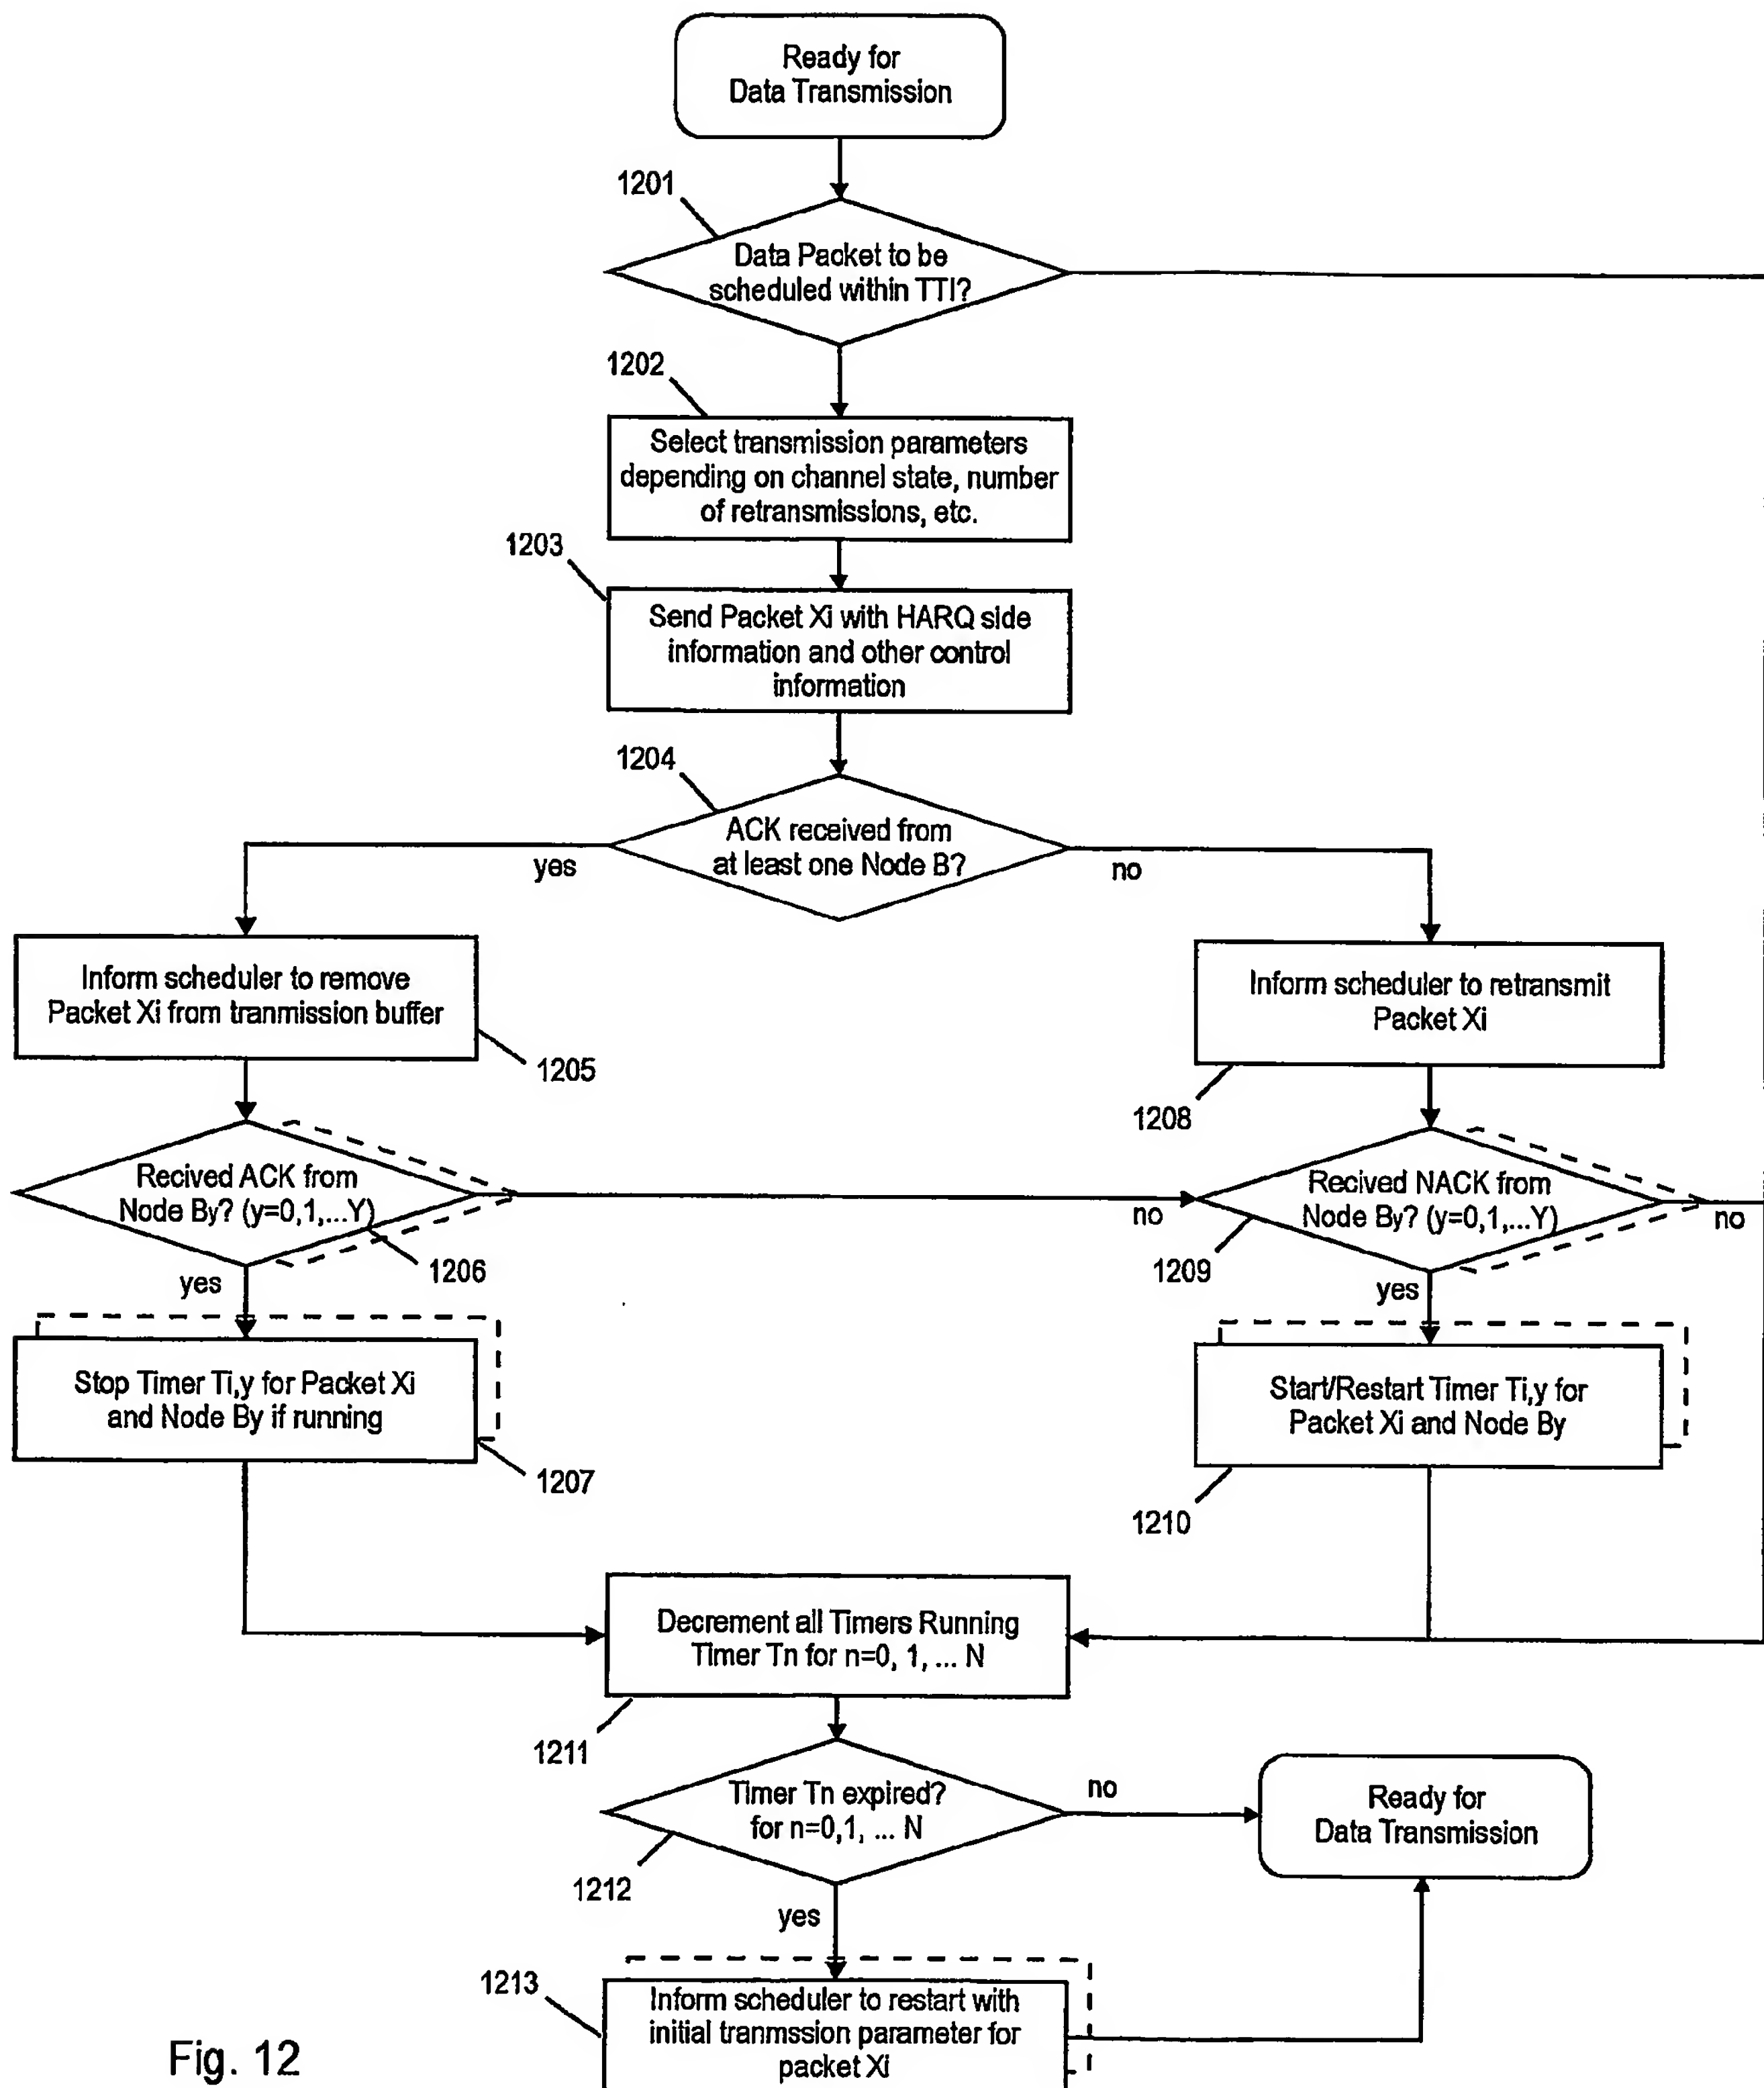 Ready for
Data Transmission
1201
Data Packet to be
scheduled within TTI?
1202
Select transmission parameters
depending on channel state, number
of retransmissions, etc.
1203
Send Packet Xi with HARQ side
information and other control
information
1204
ACK received from
at least one Node B?
yes
no
Inform scheduler to remove
Packet Xi from tranmission buffer
1205
Inform scheduler to retransmit
Packet Xi
1208
Recived ACK from
Node By? (y=0,1,...Y)
1206
yes
no
Recived NACK from
Node By? (y=0,1,...Y)
1209
no
yes
Stop Timer Ti,y for Packet Xi
and Node By if running
1207
Start/Restart Timer Ti,y for
Packet Xi and Node By
1210
Decrement all Timers Running
Timer Tn for n=0, 1, ... N
1211
Timer Tn expired?
for n=0,1, ... N
1212
no
yes
Ready for
Data Transmission
1213
Inform scheduler to restart with
initial tranmssion parameter for
packet Xi
Fig. 12